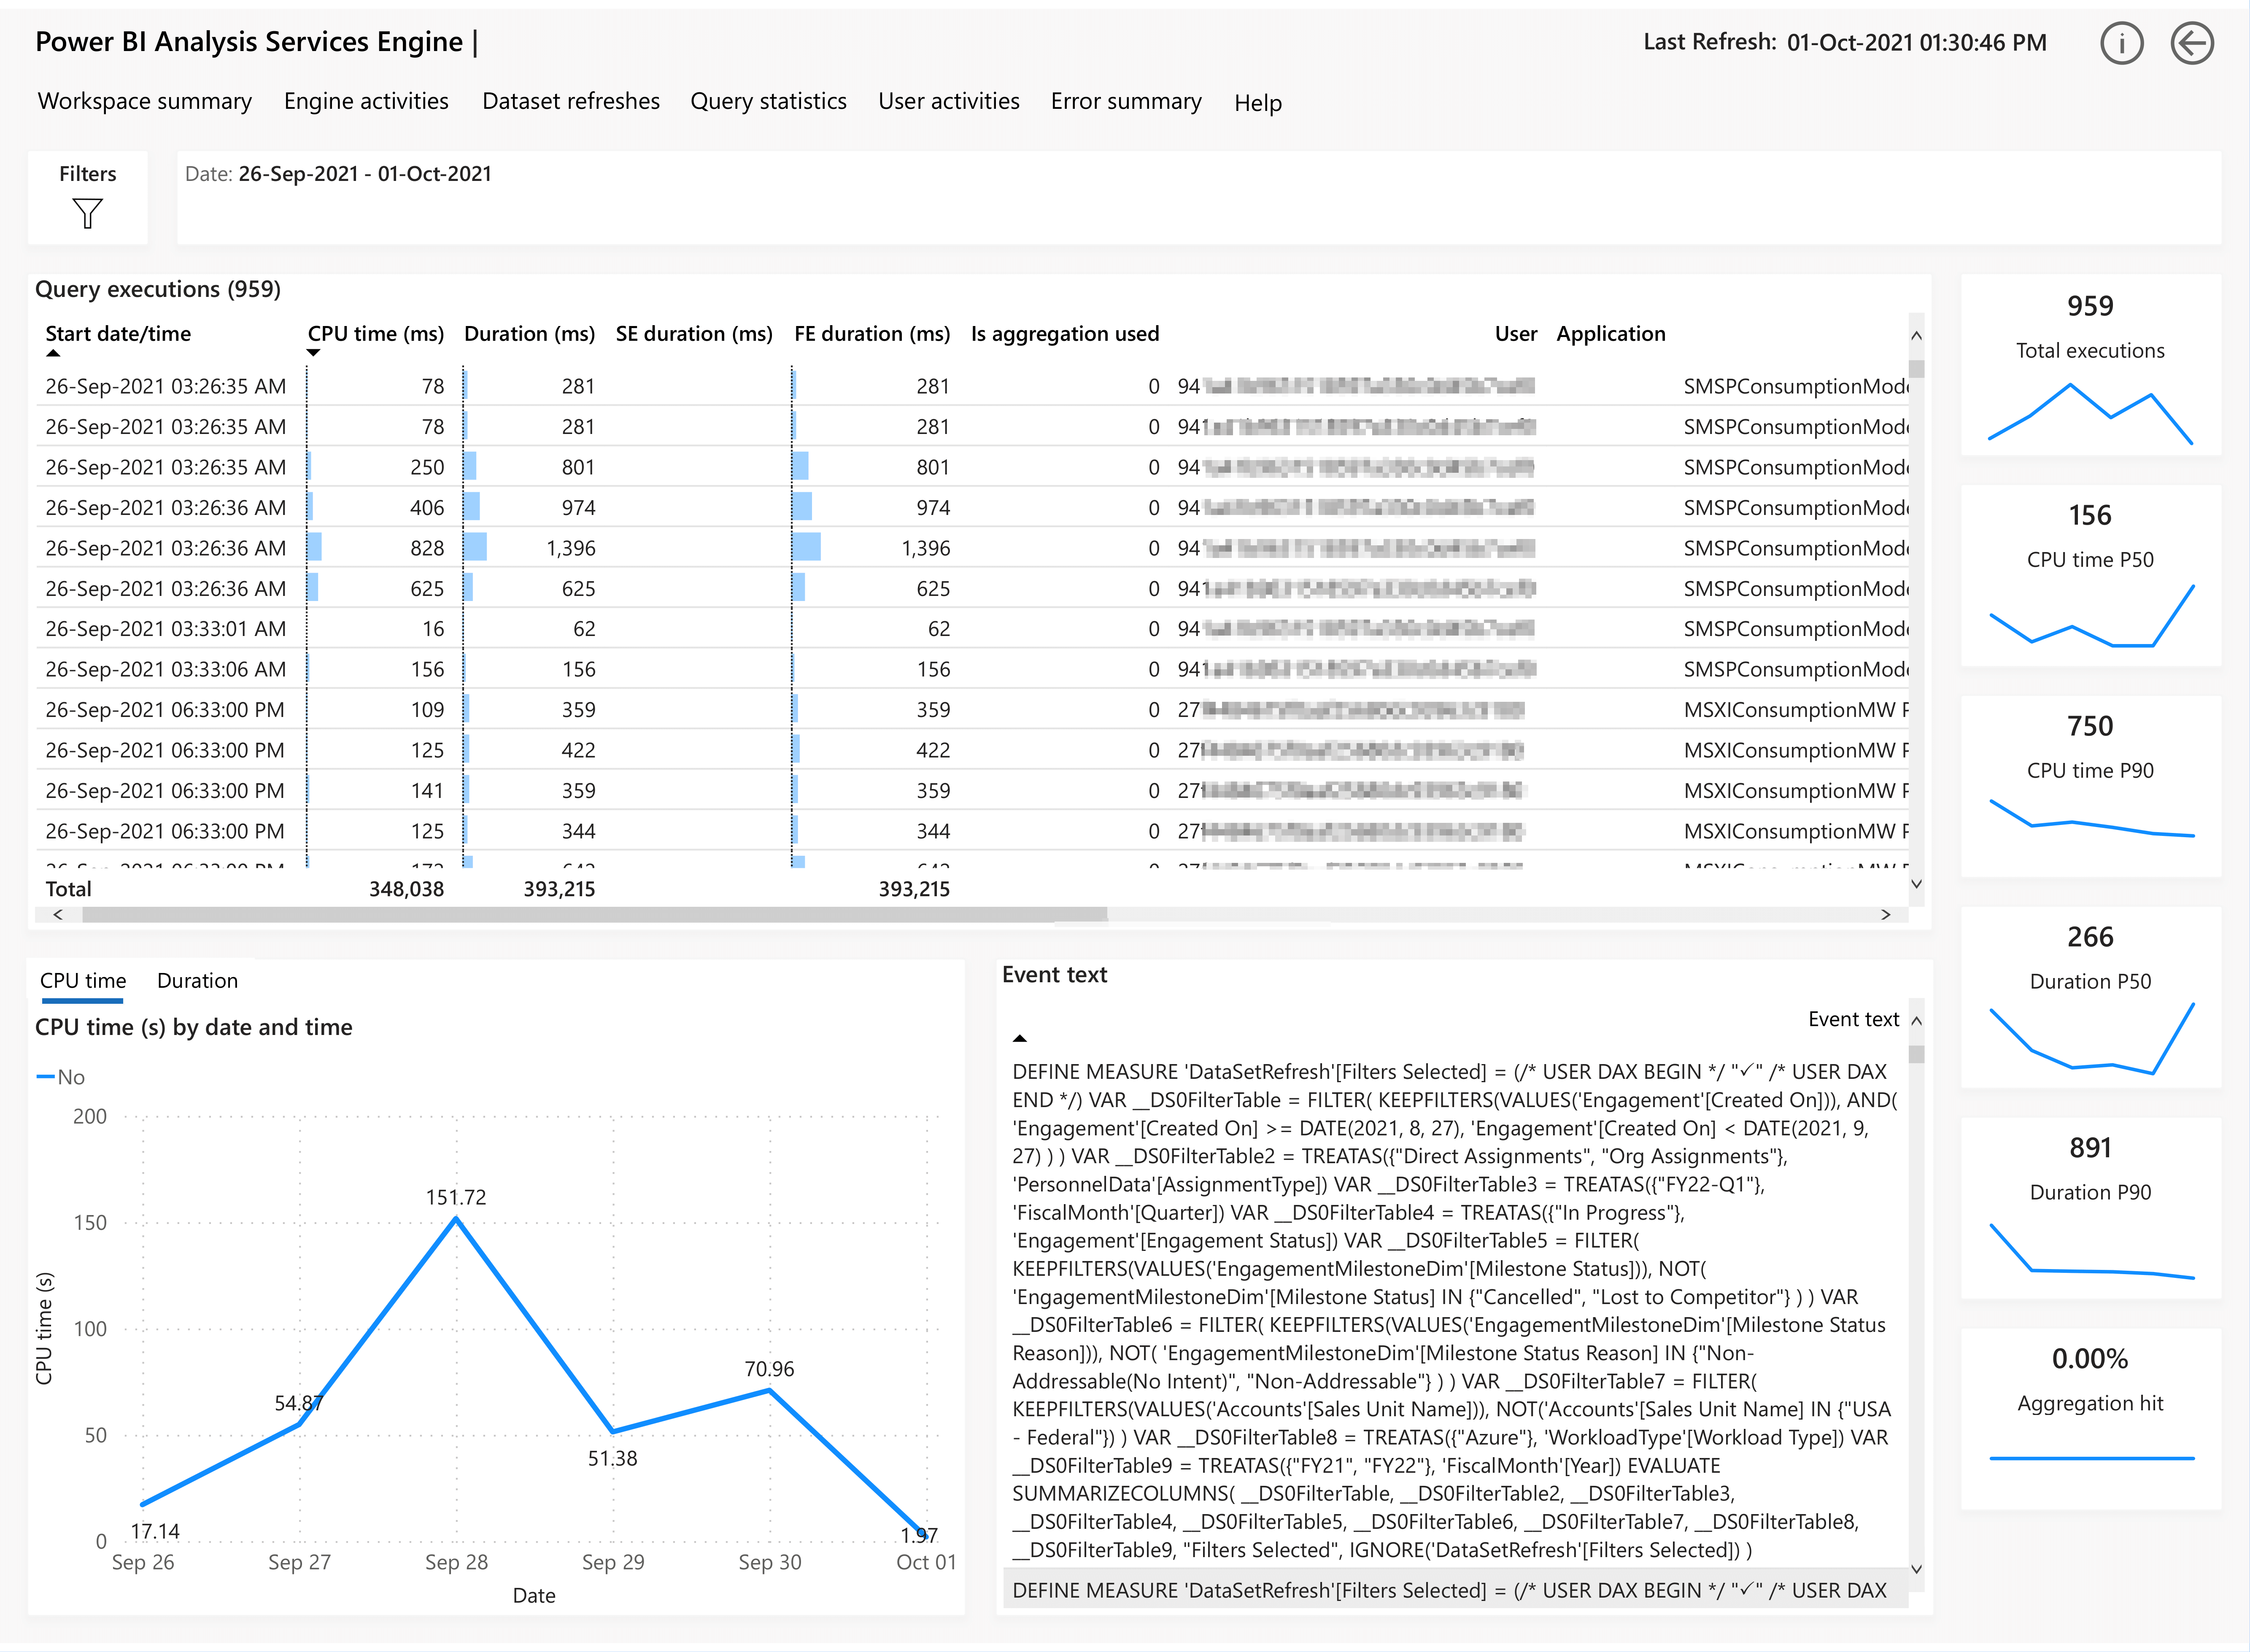 Power BI Analysis Services Engine |
Last Refresh: 01-Oct-2021 01:30:46 PM
Workspace summary Engine activities Dataset refreshes Query statistics User activities Error summary Help
Filters
Date: 26-Sep-2021 - 01-Oct-2021
Query executions (959)
Start date/time CPU time (ms) Duration (ms) SE duration (ms) FE duration (ms) Is aggregation used User Application
26-Sep-2021 03:26:35 AM 78 281 281 0 94 SMSPConsumptionMode
26-Sep-2021 03:26:35 AM 78 281 281 0 941 SMSPConsumptionMode
26-Sep-2021 03:26:35 AM 250 801 801 0 94 SMSPConsumptionMode
26-Sep-2021 03:26:36 AM 406 974 974 0 94 SMSPConsumptionMode
26-Sep-2021 03:26:36 AM 828 1,396 1,396 0 94 SMSPConsumptionMode
26-Sep-2021 03:26:36 AM 625 625 625 0 941 SMSPConsumptionMode
26-Sep-2021 03:33:01 AM 16 62 62 0 94 SMSPConsumptionMode
26-Sep-2021 03:33:06 AM 156 156 156 0 941 SMSPConsumptionMode
26-Sep-2021 06:33:00 PM 109 359 359 0 27 MSXIConsumptionMW
26-Sep-2021 06:33:00 PM 125 422 422 0 27 MSXIConsumptionMW
26-Sep-2021 06:33:00 PM 141 359 359 0 27 MSXIConsumptionMW
26-Sep-2021 06:33:00 PM 125 344 344 0 27 MSXIConsumptionMW
Total 348,038 393,215 393,215
959
Total executions
156
CPU time P50
750
CPU time P90
266
Duration P50
891
Duration P90
0.00%
Aggregation hit
CPU time Duration
CPU time (s) by date and time
No
CPU time (s)
200
150
100
50
0
17.14
54.87
151.72
51.38
70.96
1.97
Sep 26 Sep 27 Sep 28 Sep 29 Sep 30 Oct 01
Date
Event text
Event text
DEFINE MEASURE 'DataSetRefresh'[Filters Selected] = (/* USER DAX BEGIN */ "✓" /* USER DAX
END */) VAR __DS0FilterTable = FILTER( KEEPFILTERS(VALUES('Engagement'[Created On])), AND(
'Engagement'[Created On] >= DATE(2021, 8, 27), 'Engagement'[Created On] < DATE(2021, 9,
27) ) ) VAR __DS0FilterTable2 = TREATAS({"Direct Assignments", "Org Assignments"},
'PersonnelData'[AssignmentType]) VAR __DS0FilterTable3 = TREATAS({"FY22-Q1"},
'FiscalMonth'[Quarter]) VAR __DS0FilterTable4 = TREATAS({"In Progress"},
'Engagement'[Engagement Status]) VAR __DS0FilterTable5 = FILTER(
KEEPFILTERS(VALUES('EngagementMilestoneDim'[Milestone Status])), NOT(
'EngagementMilestoneDim'[Milestone Status] IN {"Cancelled", "Lost to Competitor"} ) ) VAR
__DS0FilterTable6 = FILTER( KEEPFILTERS(VALUES('EngagementMilestoneDim'[Milestone Status
Reason])), NOT( 'EngagementMilestoneDim'[Milestone Status Reason] IN {"Non-
Addressable(No Intent)", "Non-Addressable"} ) ) VAR __DS0FilterTable7 = FILTER(
KEEPFILTERS(VALUES('Accounts'[Sales Unit Name])), NOT('Accounts'[Sales Unit Name] IN {"USA
- Federal"}) ) VAR __DS0FilterTable8 = TREATAS({"Azure"}, 'WorkloadType'[Workload Type]) VAR
__DS0FilterTable9 = TREATAS({"FY21", "FY22"}, 'FiscalMonth'[Year]) EVALUATE
SUMMARIZECOLUMNS( __DS0FilterTable, __DS0FilterTable2, __DS0FilterTable3,
__DS0FilterTable4, __DS0FilterTable5, __DS0FilterTable6, __DS0FilterTable7, __DS0FilterTable8,
__DS0FilterTable9, "Filters Selected", IGNORE('DataSetRefresh'[Filters Selected]) )
DEFINE MEASURE 'DataSetRefresh'[Filters Selected] = (/* USER DAX BEGIN */ "✓" /* USER DAX